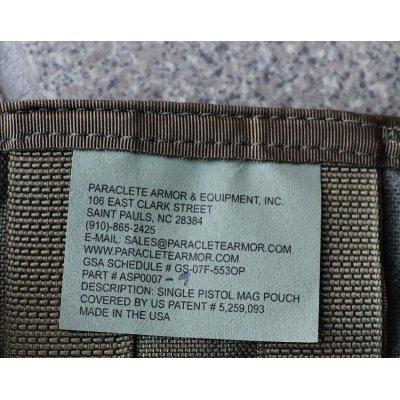 PARACLETE ARMOR & EQUIPMENT, INC.
106 EAST CLARK STREET
SAINT PAULS, NC 28384
(910)-865-2425
E-MAIL: SALES@PARACLETEARMOR.COM
WWW.PARACLETEARMOR.COM
GSA SCHEDULE # GS-07F-553OP
PART # ASP0007
DESCRIPTION: SINGLE PISTOL MAG POUCH
COVERED BY US PATENT # 5,259,093
MADE IN THE USA